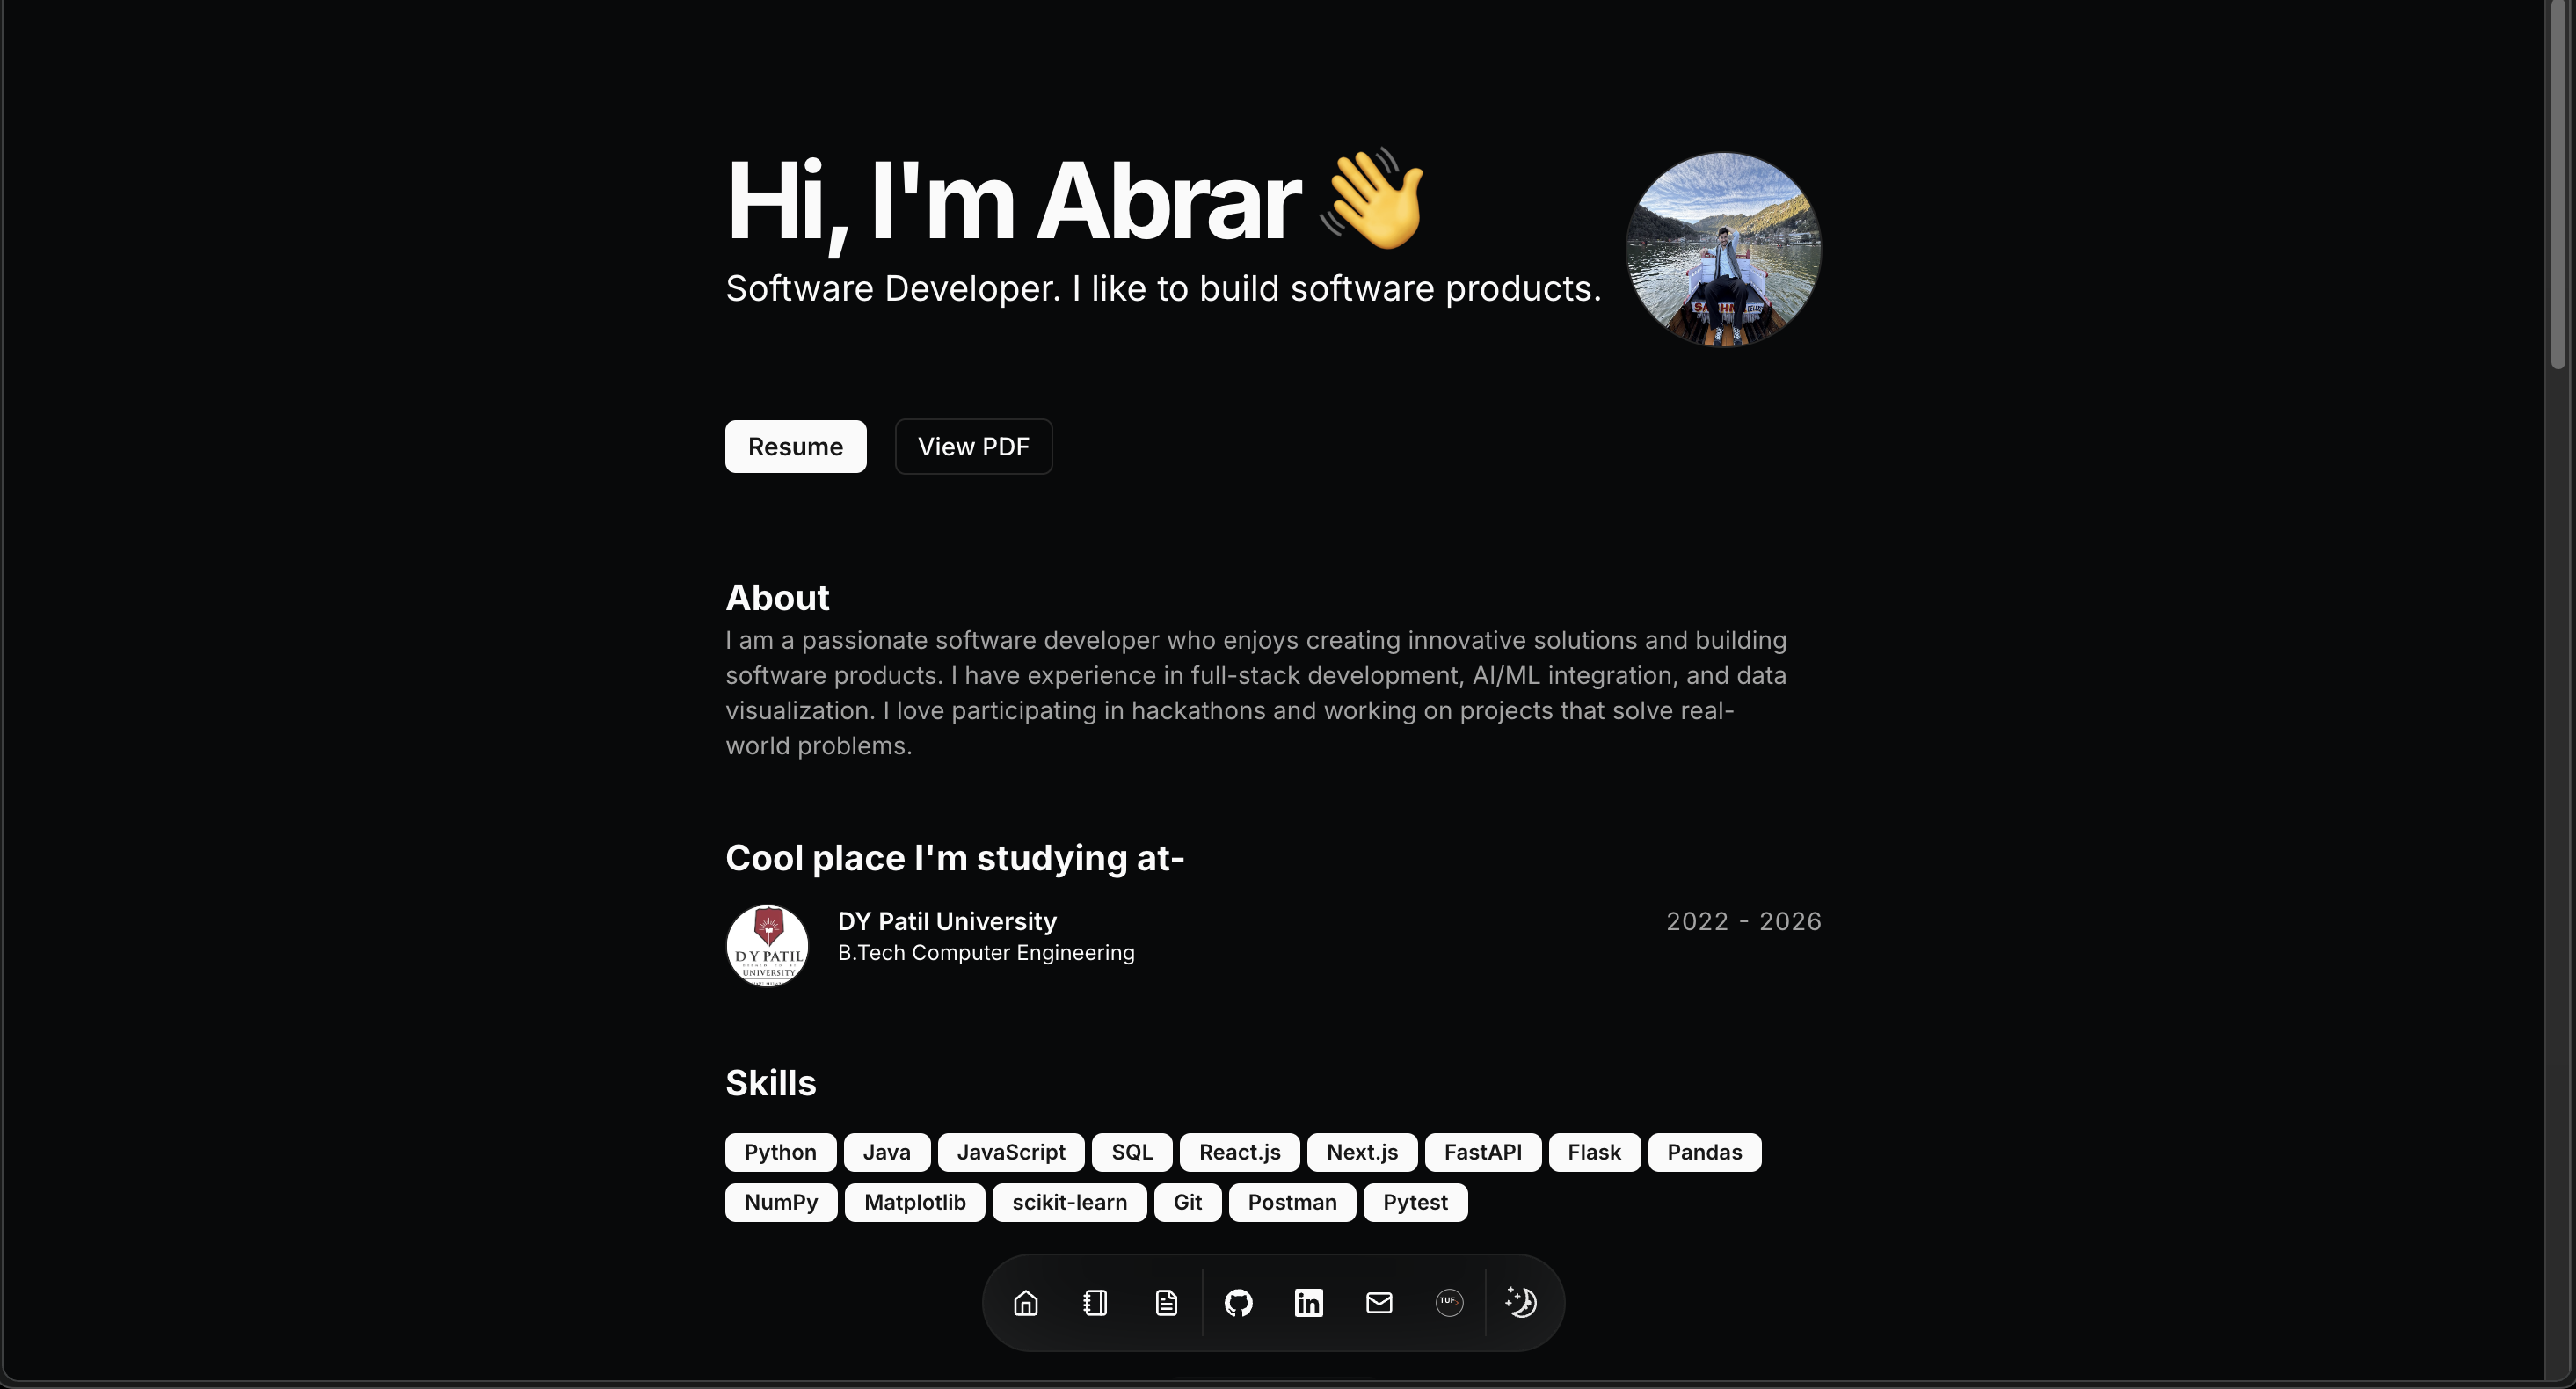 Hi, I'm Abrar 👋
Software Developer. I like to build software products.
Resume
View PDF
About
I am a passionate software developer who enjoys creating innovative solutions and building
software products. I have experience in full-stack development, AI/ML integration, and data
visualization. I love participating in hackathons and working on projects that solve real-
world problems.
Cool place I'm studying at-
DY PATIL
UNIVERSITY
DY Patil University
2022 - 2026
B.Tech Computer Engineering
Skills
Python Java JavaScript SQL React.js Next.js FastAPI Flask Pandas
NumPy Matplotlib scikit-learn Git Postman Pytest
in
TUF